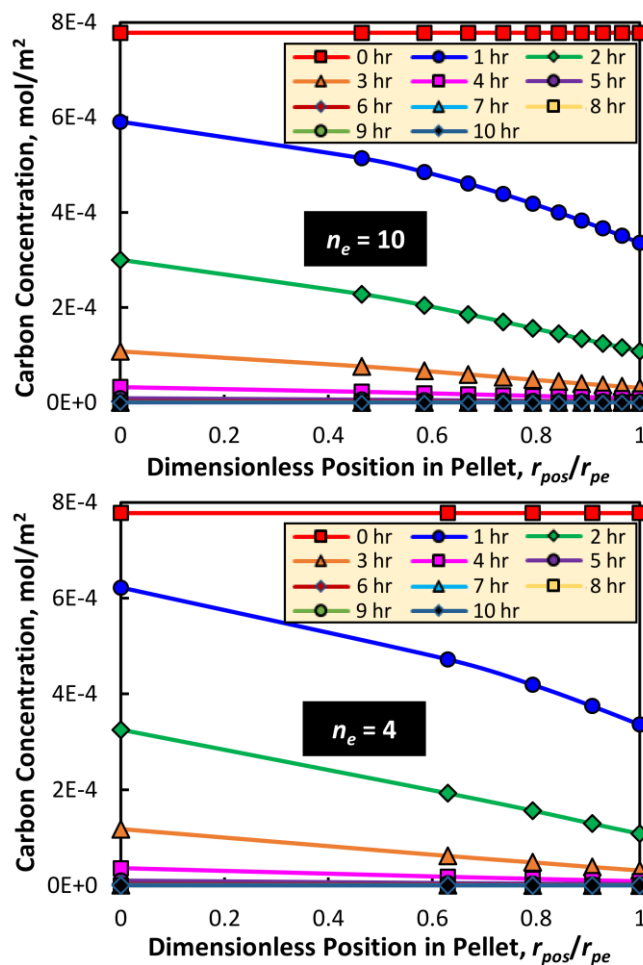 8E-4
6E-4
4E-4
2E-4
0E+0
Carbon Concentration, mol/m²
0 hr 1 hr 2 hr
3 hr 4 hr 5 hr
6 hr 7 hr 8 hr
9 hr 10 hr
nₑ = 10
0 0.2 0.4 0.6 0.8 1
Dimensionless Position in Pellet, r_pos/r_pe
8E-4
6E-4
4E-4
2E-4
0E+0
Carbon Concentration, mol/m²
0 hr 1 hr 2 hr
3 hr 4 hr 5 hr
6 hr 7 hr 8 hr
9 hr 10 hr
nₑ = 4
0 0.2 0.4 0.6 0.8 1
Dimensionless Position in Pellet, r_pos/r_pe